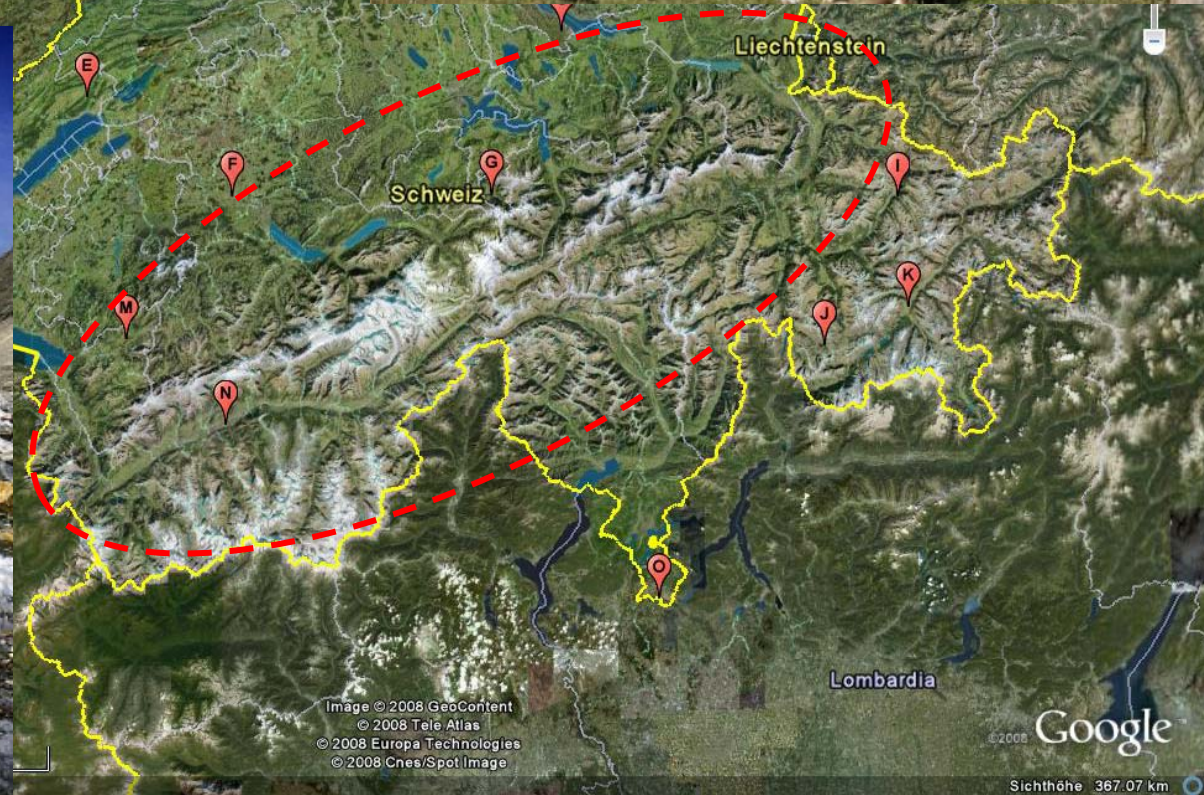 Liechtenstein
E
F
G
Schweiz
I
K
M
J
N
O
Lombardia
Image © 2008 GeoContent
© 2008 Tele Atlas
© 2008 Europa Technologies
© 2008 Cnes/Spot Image
©2008 Google
Sichthöhe 367.07 km